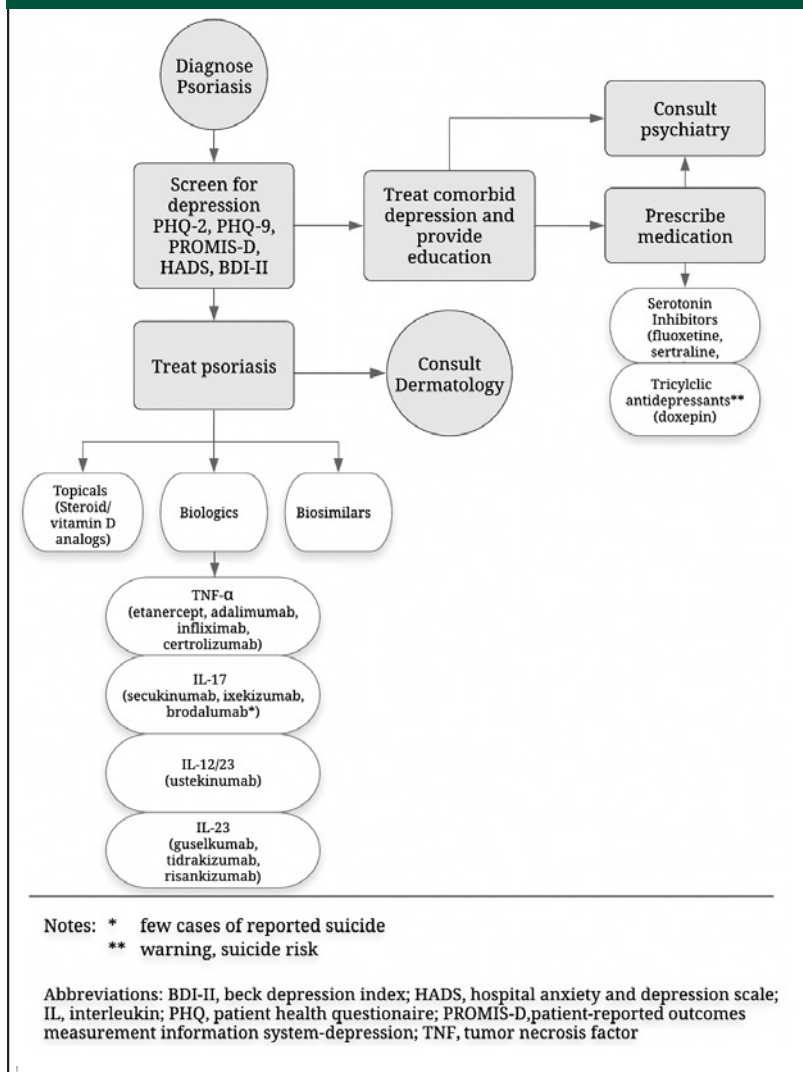 Diagnose
Psoriasis
Screen for
depression
PHQ-2, PHQ-9,
PROMIS-D,
HADS, BDI-II
Treat comorbid
depression and
provide
education
Consult
psychiatry
Prescribe
medication
Serotonin
Inhibitors
(fluoxetine,
sertraline,
Tricylclic
antidepressants**
(doxepin)
Treat psoriasis
Consult
Dermatology
Topicals
(Steroid/
vitamin D
analogs)
Biologics
Biosimilars
TNF-α
(etanercept, adalimumab,
infliximab,
certrolizumab)
IL-17
(secukinumab, ixekizumab,
brodalumab*)
IL-12/23
(ustekinumab)
IL-23
(guselkumab,
tidrakizumab,
risankizumab)
Notes: * few cases of reported suicide
** warning, suicide risk
Abbreviations: BDI-II, beck depression index; HADS, hospital anxiety and depression scale;
IL, interleukin; PHQ, patient health questionaire; PROMIS-D,patient-reported outcomes
measurement information system-depression; TNF, tumor necrosis factor